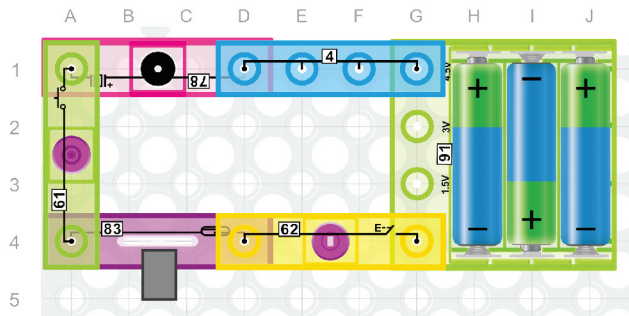 A B C D E F G H I J
1 + 78 4 4.5V + − +
2 3V
91
3 61 1.5V
4 83 62 E − + −
5